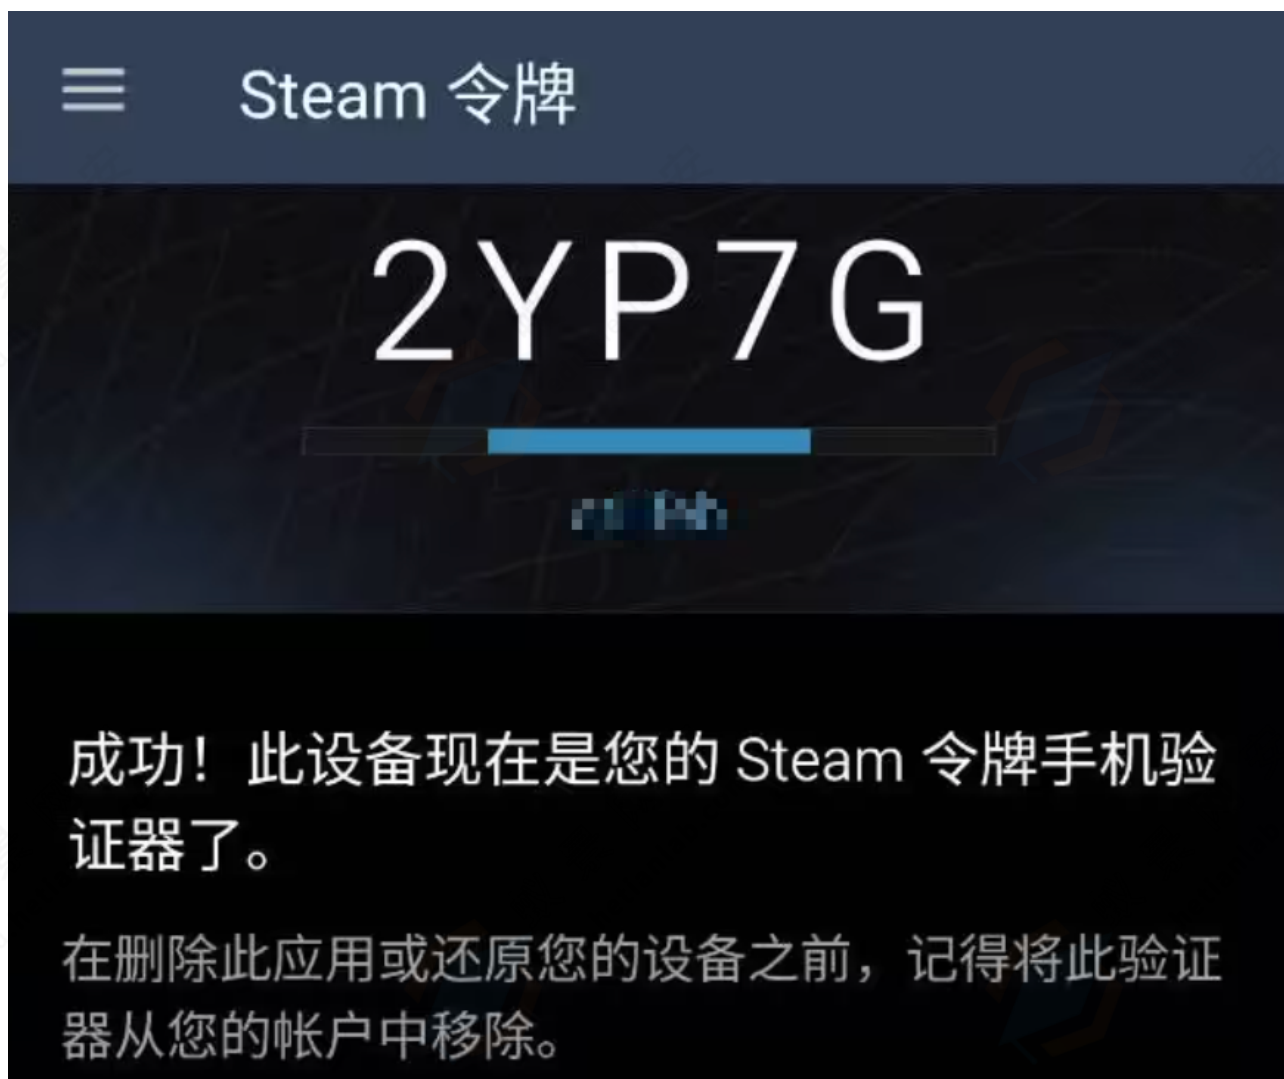 Steam 令牌
2YP7G
成功！此设备现在是您的 Steam 令牌手机验
证器了。
在删除此应用或还原您的设备之前，记得将此验证
器从您的帐户中移除。